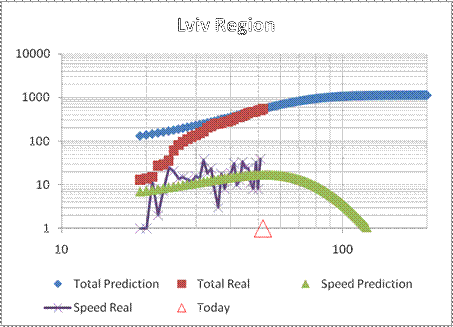 Lviv Region
10000
1000
100
10
1
10 100
Total Prediction Total Real Speed Prediction
Speed Real Today